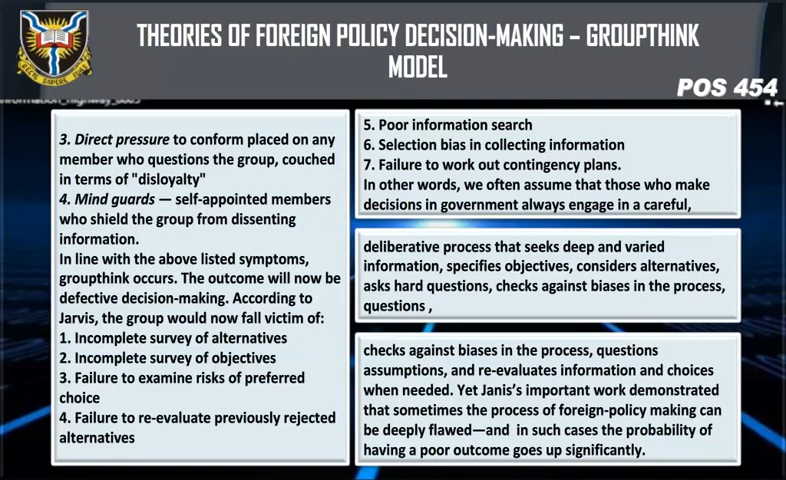 THEORIES OF FOREIGN POLICY DECISION-MAKING – GROUPTHINK
MODEL
POS 454
3. Direct pressure to conform placed on any
member who questions the group, couched
in terms of "disloyalty"
4. Mind guards — self-appointed members
who shield the group from dissenting
information.
In line with the above listed symptoms,
groupthink occurs. The outcome will now be
defective decision-making. According to
Jarvis, the group would now fall victim of:
1. Incomplete survey of alternatives
2. Incomplete survey of objectives
3. Failure to examine risks of preferred
choice
4. Failure to re-evaluate previously rejected
alternatives
5. Poor information search
6. Selection bias in collecting information
7. Failure to work out contingency plans.
In other words, we often assume that those who make
decisions in government always engage in a careful,
deliberative process that seeks deep and varied
information, specifies objectives, considers alternatives,
asks hard questions, checks against biases in the process,
questions ,
checks against biases in the process, questions
assumptions, and re-evaluates information and choices
when needed. Yet Janis's important work demonstrated
that sometimes the process of foreign-policy making can
be deeply flawed—and in such cases the probability of
having a poor outcome goes up significantly.